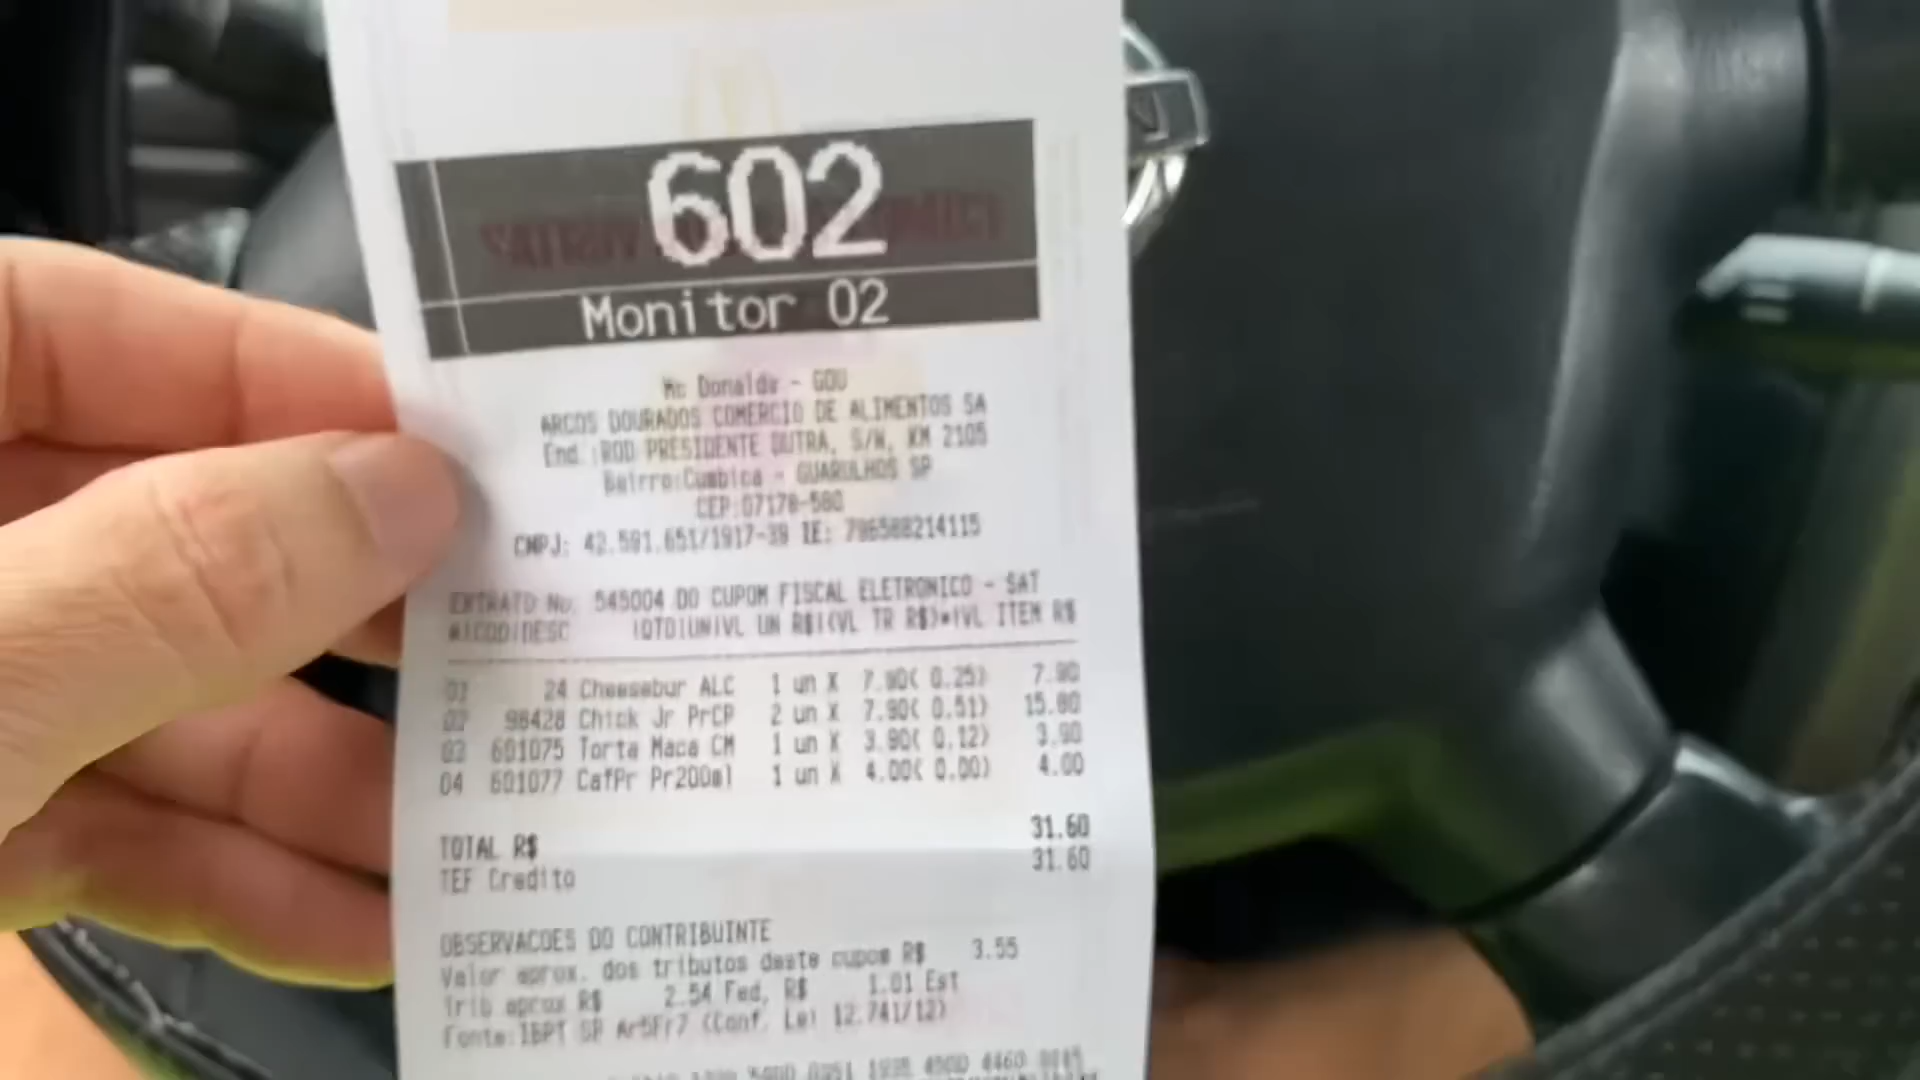 602
Monitor 02
Mc Donalds - GDU
ARCOS DOURADOS COMERCIO DE ALIMENTOS SA
End.:ROD PRESIDENTE DUTRA, S/N, KM 2105
Bairro:Cumbica - GUARULHOS SP
CEP:07178-580
CNPJ: 42.591.651/1917-39 IE: 796588214115
EXTRATO No. 545004 DO CUPOM FISCAL ELETRONICO - SAT
#|COD|DESC |QTD|UN|VL UN R$|(VL TR R$)*|VL ITEM R$
01 24 Cheesebur ALC 1 un X 7.90( 0.25) 7.90
02 98428 Chick Jr PrCP 2 un X 7.90( 0.51) 15.80
03 601075 Torta Maca CM 1 un X 3.90( 0.12) 3.90
04 601077 CafPr Pr200ml 1 un X 4.00( 0.00) 4.00
TOTAL R$ 31.60
TEF Credito 31.60
OBSERVACOES DO CONTRIBUINTE
Valor aprox. dos tributos deste cupom R$ 3.55
Trib aprox R$ 2.54 Fed, R$ 1.01 Est
Fonte:IBPT SP Ar5Fr7 (Conf. Lei 12.741/12)